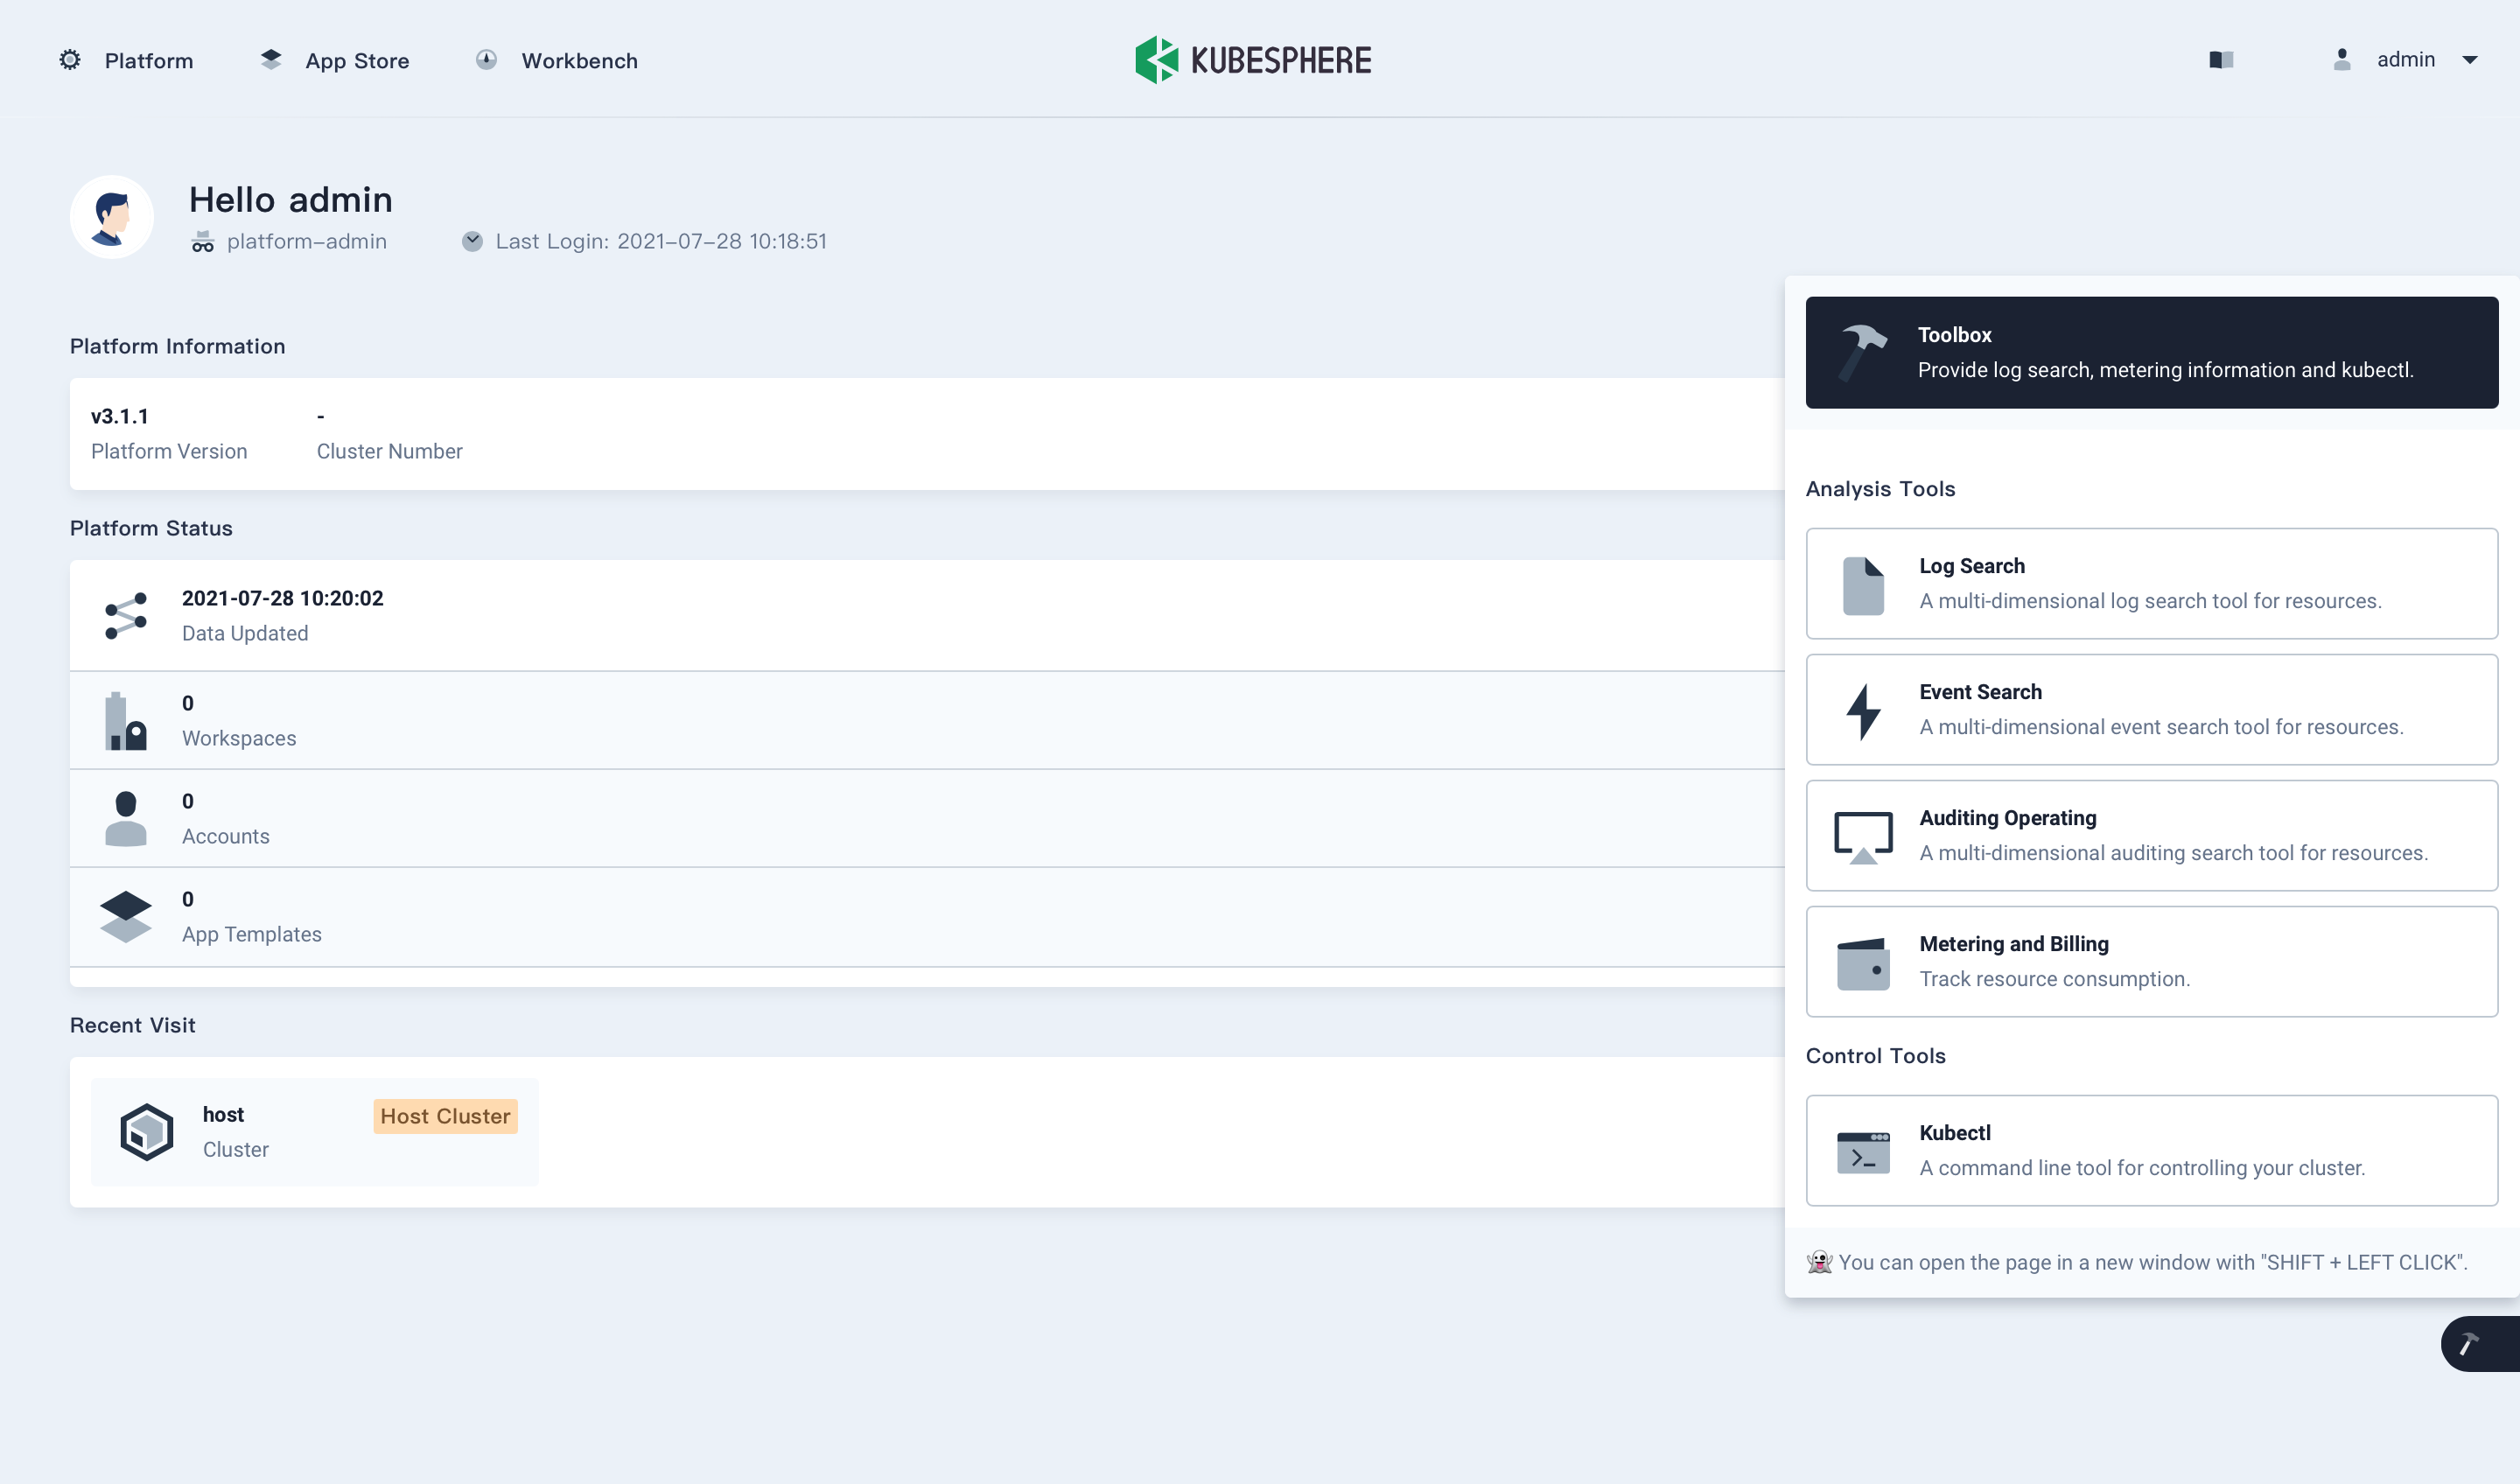 Platform
App Store
Workbench
KUBESPHERE
admin
Hello admin
platform-admin
Last Login: 2021-07-28 10:18:51
Platform Information
v3.1.1
Platform Version
-
Cluster Number
Platform Status
2021-07-28 10:20:02
Data Updated
0
Workspaces
0
Accounts
0
App Templates
Recent Visit
host
Cluster
Host Cluster
Toolbox
Provide log search, metering information and kubectl.
Analysis Tools
Log Search
A multi-dimensional log search tool for resources.
Event Search
A multi-dimensional event search tool for resources.
Auditing Operating
A multi-dimensional auditing search tool for resources.
Metering and Billing
Track resource consumption.
Control Tools
Kubectl
A command line tool for controlling your cluster.
👻 You can open the page in a new window with "SHIFT + LEFT CLICK".